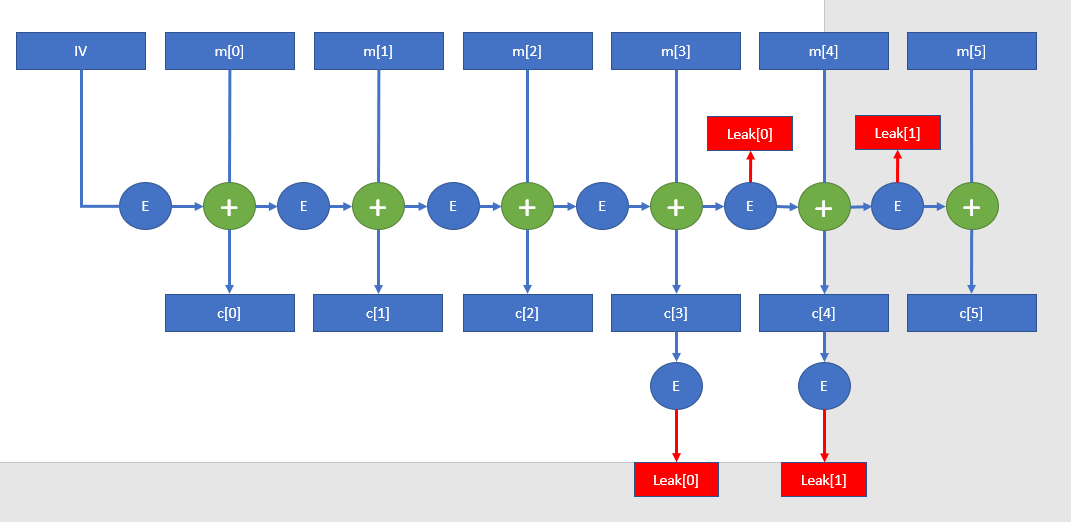 IV
m[0]
m[1]
m[2]
m[3]
m[4]
m[5]
Leak[0]
Leak[1]
E
+
E
+
E
+
E
+
E
+
E
+
c[0]
c[1]
c[2]
c[3]
c[4]
c[5]
E
E
Leak[0]
Leak[1]